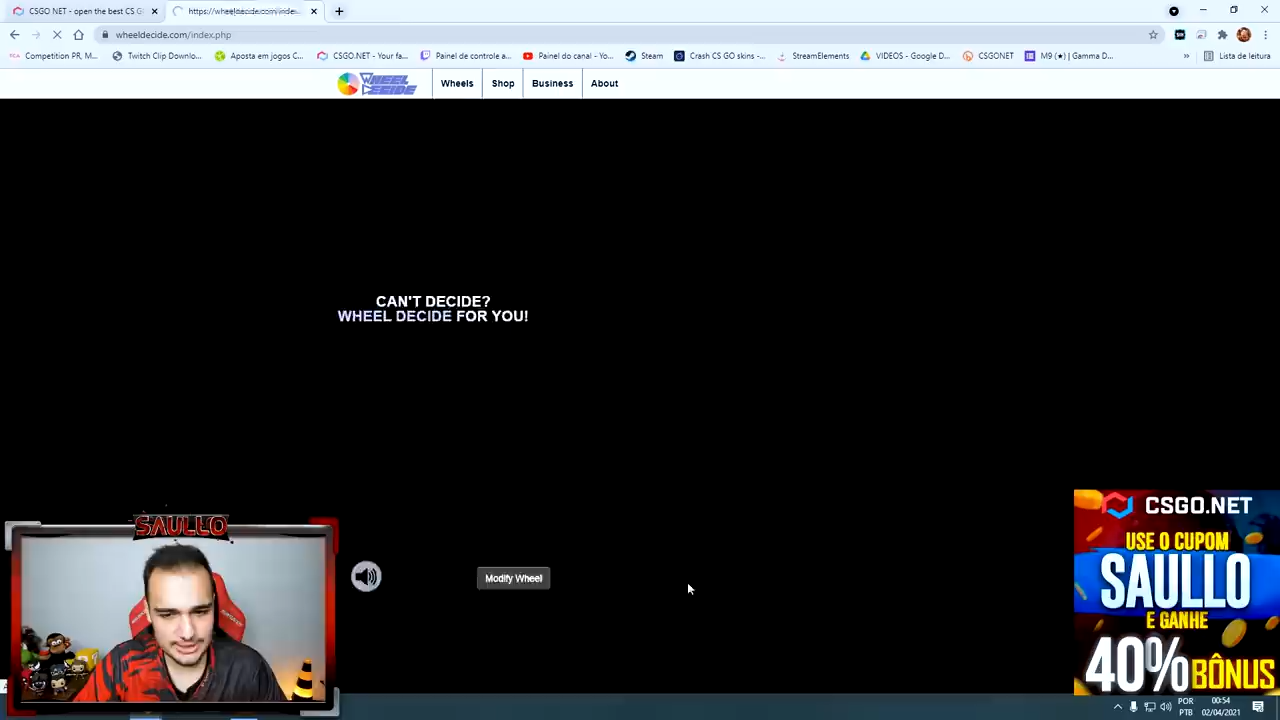 CSGO NET - open the best CS G
https://wheeldecide.com/index.
wheeldecide.com/index.php
Competition PR, M...
Twitch Clip Downlo...
Aposta em jogos C...
CSGO.NET - Your fa...
Painel de controle a...
Painel do canal - Yo...
Steam
Crash CS GO skins -...
StreamElements
VIDEOS - Google D...
CSGONET
M9 (★) | Gamma D...
»
Lista de leitura
WHEEL DECIDE
Wheels
Shop
Business
About
CAN'T DECIDE?
WHEEL DECIDE FOR YOU!
Modify Wheel
SAULLO
CSGO.NET
USE O CUPOM
SAULLO
E GANHE
40% BÔNUS
POR
PTB
00:54
02/04/2021